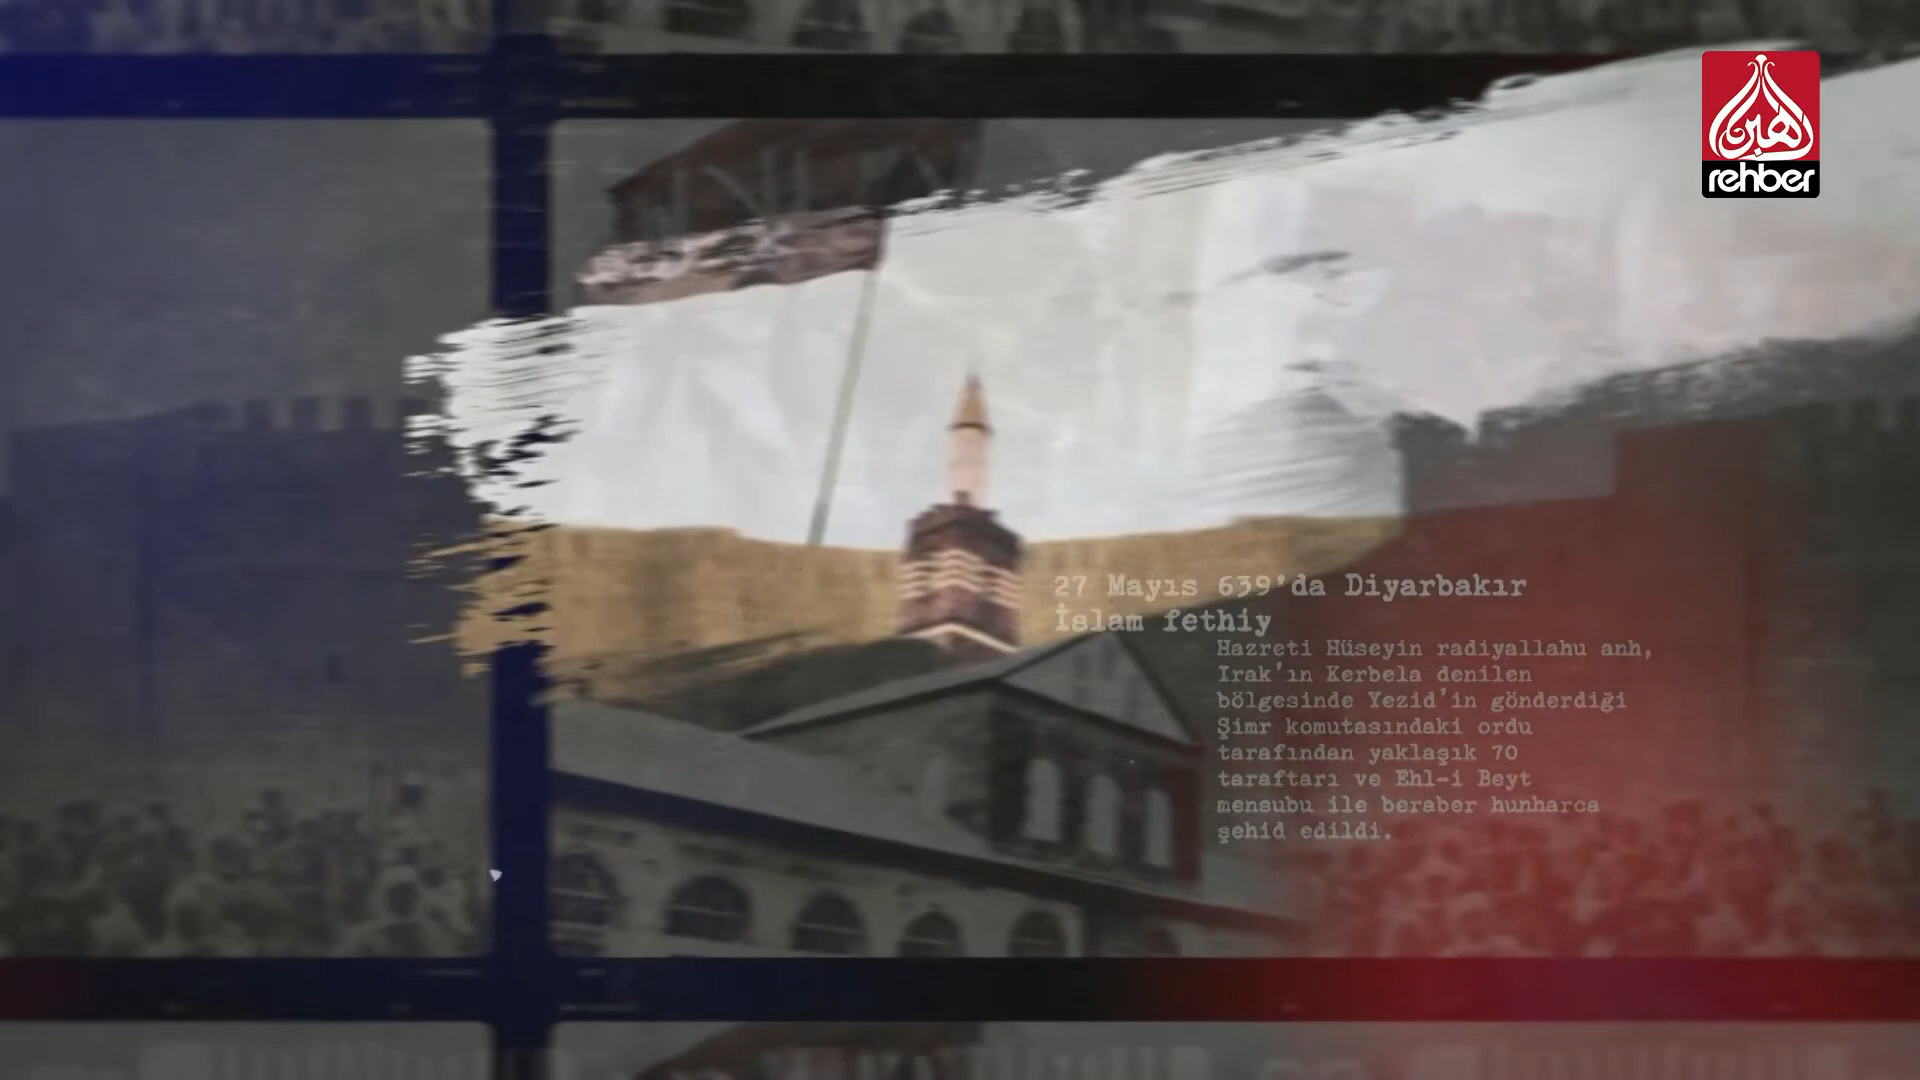 رهبر
rehber
27 Mayıs 639'da Diyarbakır
İslam fethiy
Hazreti Hüseyin radiyallahu anh,
Irak'ın Kerbela denilen
bölgesinde Yezid'in gönderdiği
Şimr komutasındaki ordu
tarafından yaklaşık 70
taraftarı ve Ehl-i Beyt
mensubu ile beraber hunharca
şehid edildi.